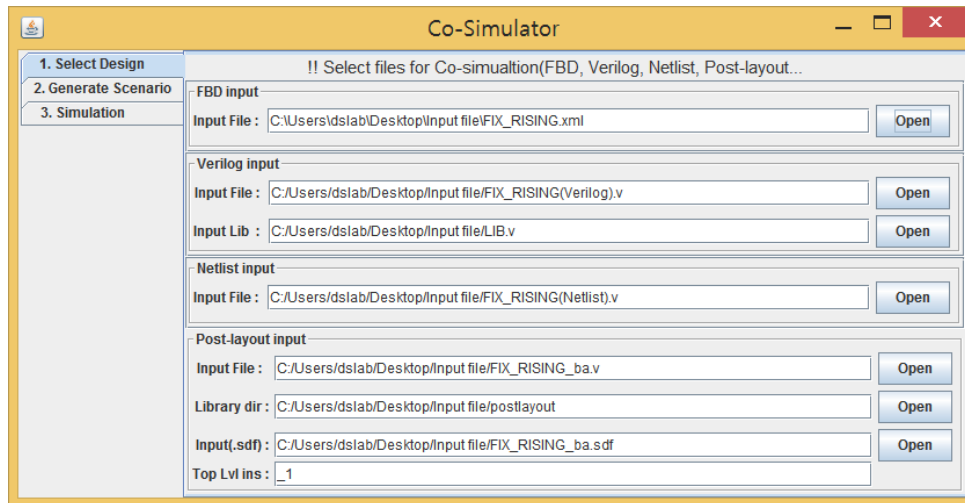 Co-Simulator
1. Select Design
2. Generate Scenario
3. Simulation
!! Select files for Co-simualtion(FBD, Verilog, Netlist, Post-layout...
FBD input
Input File : C:\Users\dslab\Desktop\Input file\FIX_RISING.xml Open
Verilog input
Input File : C:/Users/dslab/Desktop/Input file/FIX_RISING(Verilog).v Open
Input Lib : C:/Users/dslab/Desktop/Input file/LIB.v Open
Netlist input
Input File : C:/Users/dslab/Desktop/Input file/FIX_RISING(Netlist).v Open
Post-layout input
Input File : C:/Users/dslab/Desktop/Input file/FIX_RISING_ba.v Open
Library dir : C:/Users/dslab/Desktop/Input file/postlayout Open
Input(.sdf) : C:/Users/dslab/Desktop/Input file/FIX_RISING_ba.sdf Open
Top Lvl ins : _1